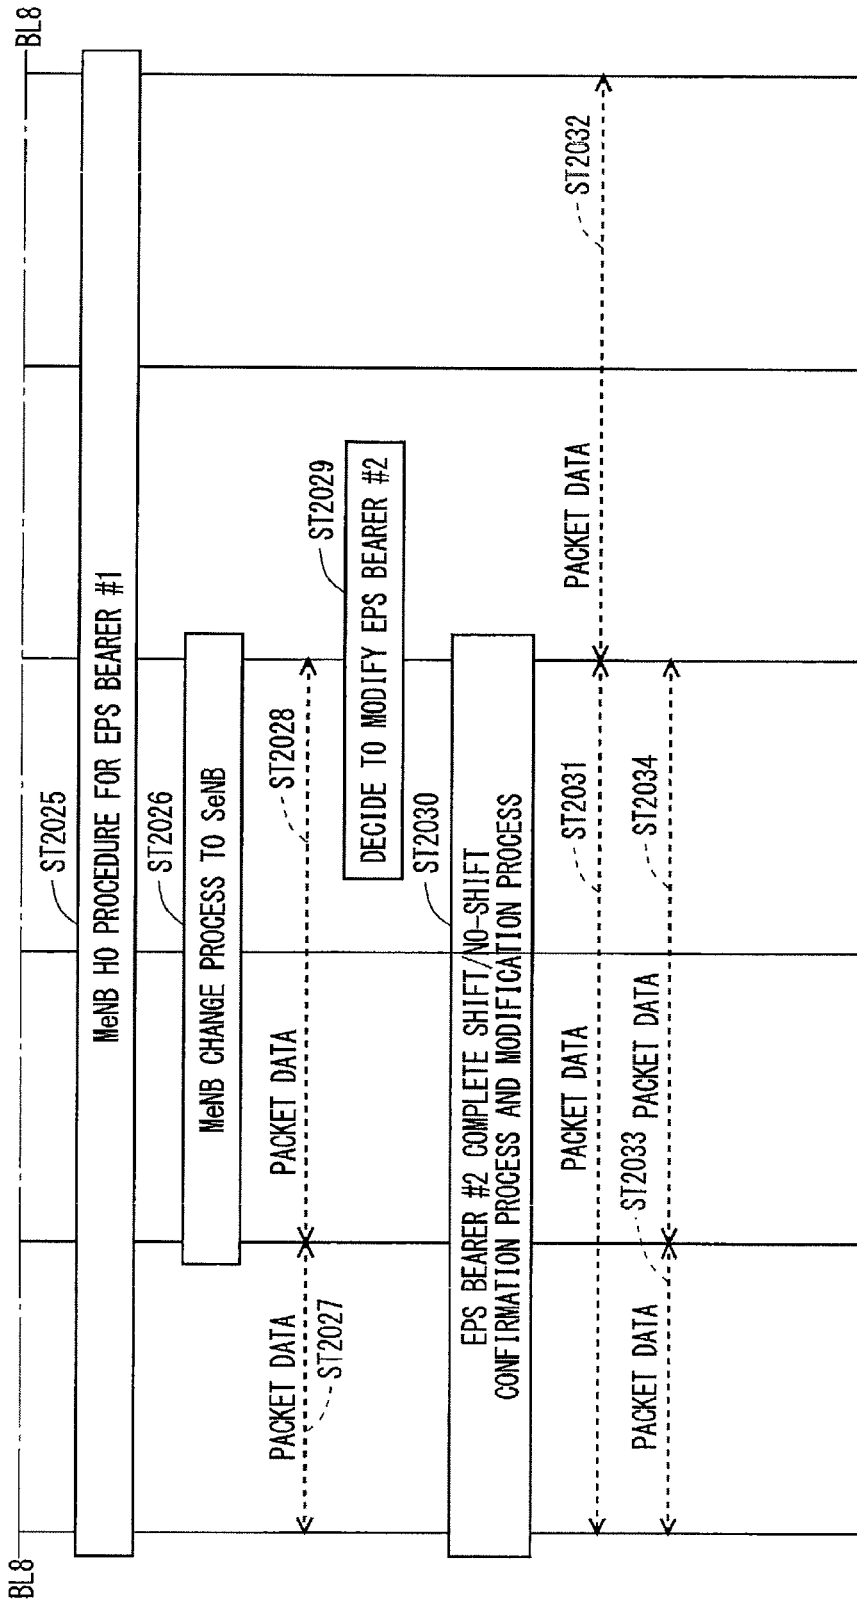 BL8
BL8
ST2025
MeNB HO PROCEDURE FOR EPS BEARER #1
ST2026
MeNB CHANGE PROCESS TO SeNB
PACKET DATA
ST2027
PACKET DATA
ST2028
ST2029
DECIDE TO MODIFY EPS BEARER #2
ST2030
EPS BEARER #2 COMPLETE SHIFT/NO-SHIFT
CONFIRMATION PROCESS AND MODIFICATION PROCESS
PACKET DATA
ST2031
PACKET DATA
ST2032
PACKET DATA
ST2033
PACKET DATA
ST2034